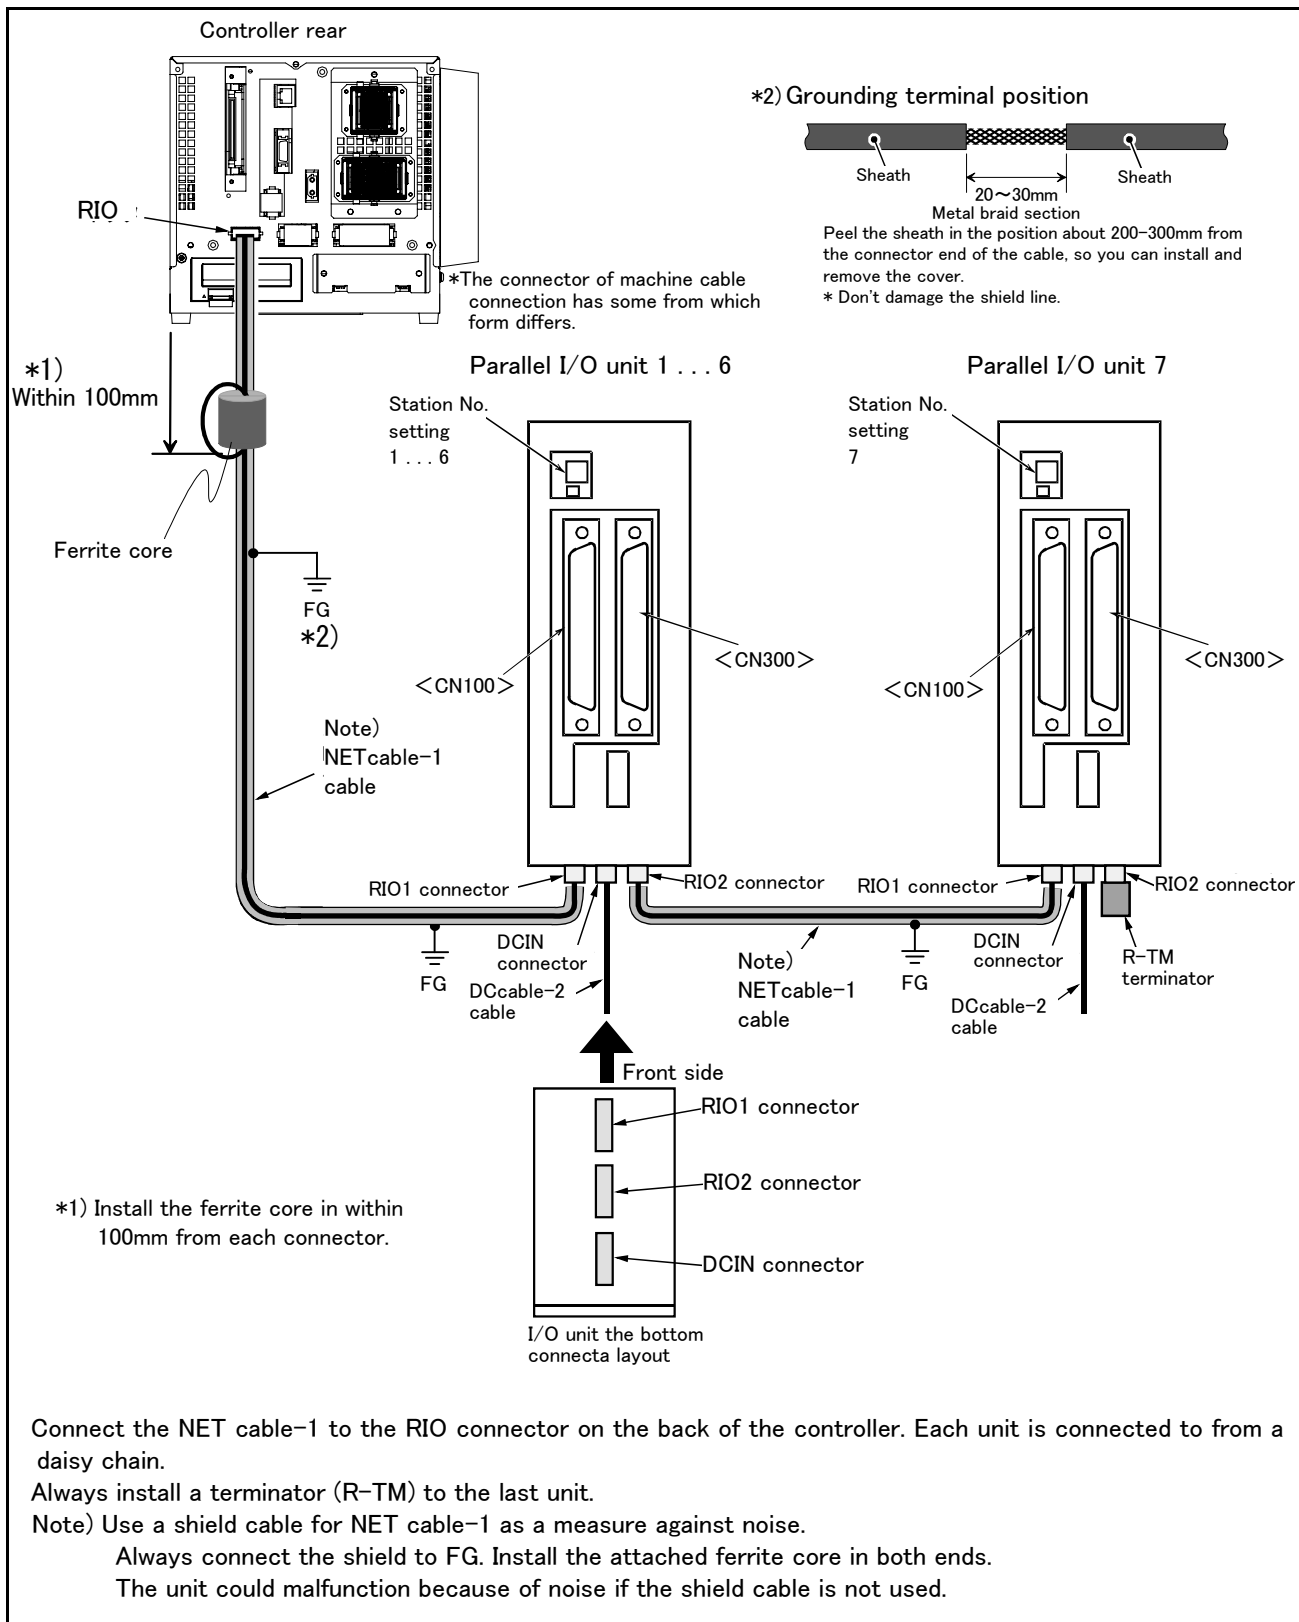 Controller rear
RIO
*The connector of machine cable
connection has some from which
form differs.
*2) Grounding terminal position
Sheath
Sheath
20～30mm
Metal braid section
Peel the sheath in the position about 200-300mm from
the connector end of the cable, so you can install and
remove the cover.
* Don't damage the shield line.
*1)
Within 100mm
Ferrite core
FG
*2)
Note)
NETcable-1
cable
Parallel I/O unit 1 . . . 6
Station No.
setting
1 . . . 6
<CN100>
<CN300>
Parallel I/O unit 7
Station No.
setting
7
<CN100>
<CN300>
RIO1 connector
RIO2 connector
RIO1 connector
RIO2 connector
FG
DCIN
connector
DCcable-2
cable
Note)
NETcable-1
cable
FG
DCIN
connector
DCcable-2
cable
R-TM
terminator
Front side
RIO1 connector
RIO2 connector
DCIN connector
I/O unit the bottom
connecta layout
*1) Install the ferrite core in within
100mm from each connector.
Connect the NET cable-1 to the RIO connector on the back of the controller. Each unit is connected to from a
daisy chain.
Always install a terminator (R-TM) to the last unit.
Note) Use a shield cable for NET cable-1 as a measure against noise.
Always connect the shield to FG. Install the attached ferrite core in both ends.
The unit could malfunction because of noise if the shield cable is not used.